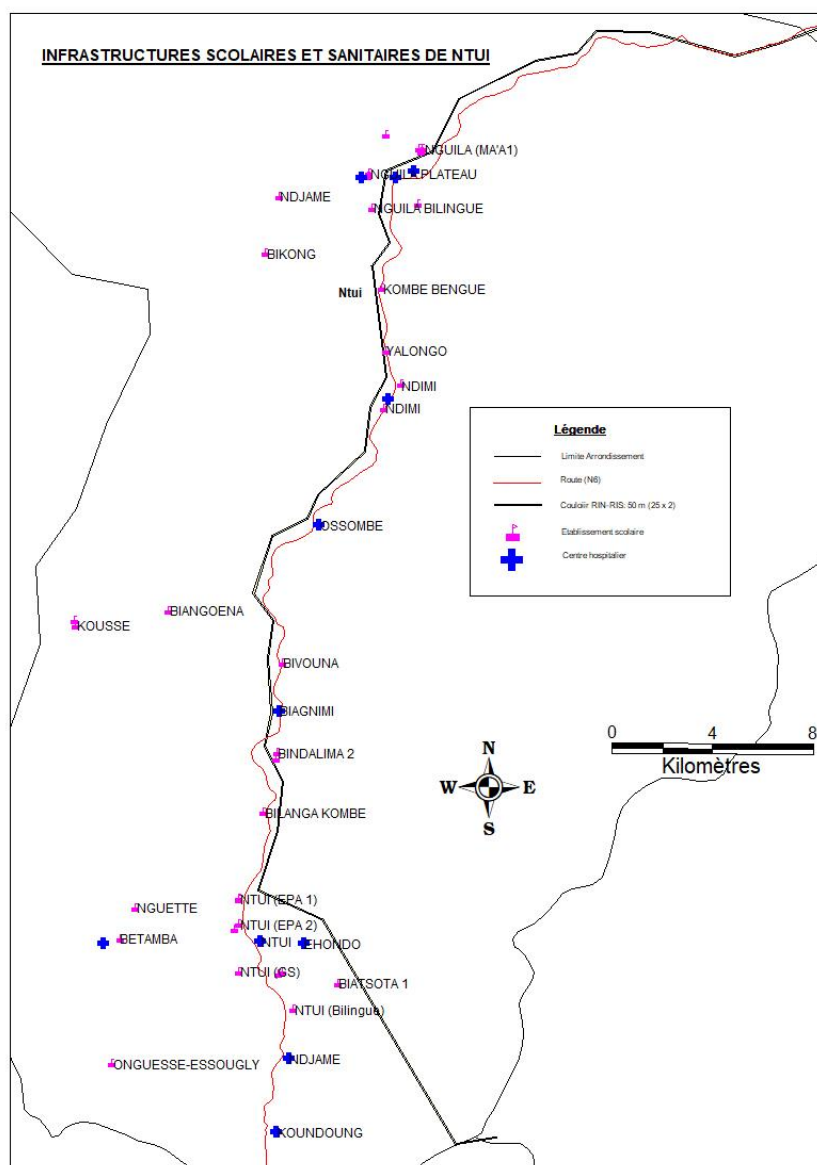 INFRASTRUCTURES SCOLAIRES ET SANITAIRES DE NTUI
NGUILA (MA'A1)
NGUILA PLATEAU
NDJAME
NGUILA BILINGUE
BIKONG
Ntui
KOMBE BENGUE
YALONGO
NDIMI
NDIMI
Légende
Limite Arrondissement
Route (N6)
Couloiir RIN-RIS: 50 m (25 x 2)
Etablissement scolaire
Centre hospitalier
OSSOMBE
BIANGOENA
KOUSSE
BIVOUNA
BIAGNIMI
0 4 8
Kilomètres
BINDALIMA 2
N
W E
S
BILANGA KOMBE
NTUI (EPA 1)
NGUETTE
NTUI (EPA 2)
BETAMBA
NTUI
EHONDO
NTUI (GS)
BIATSOTA 1
NTUI (Bilingue)
NDJAME
ONGUESSE-ESSOUGLY
KOUNDOUNG